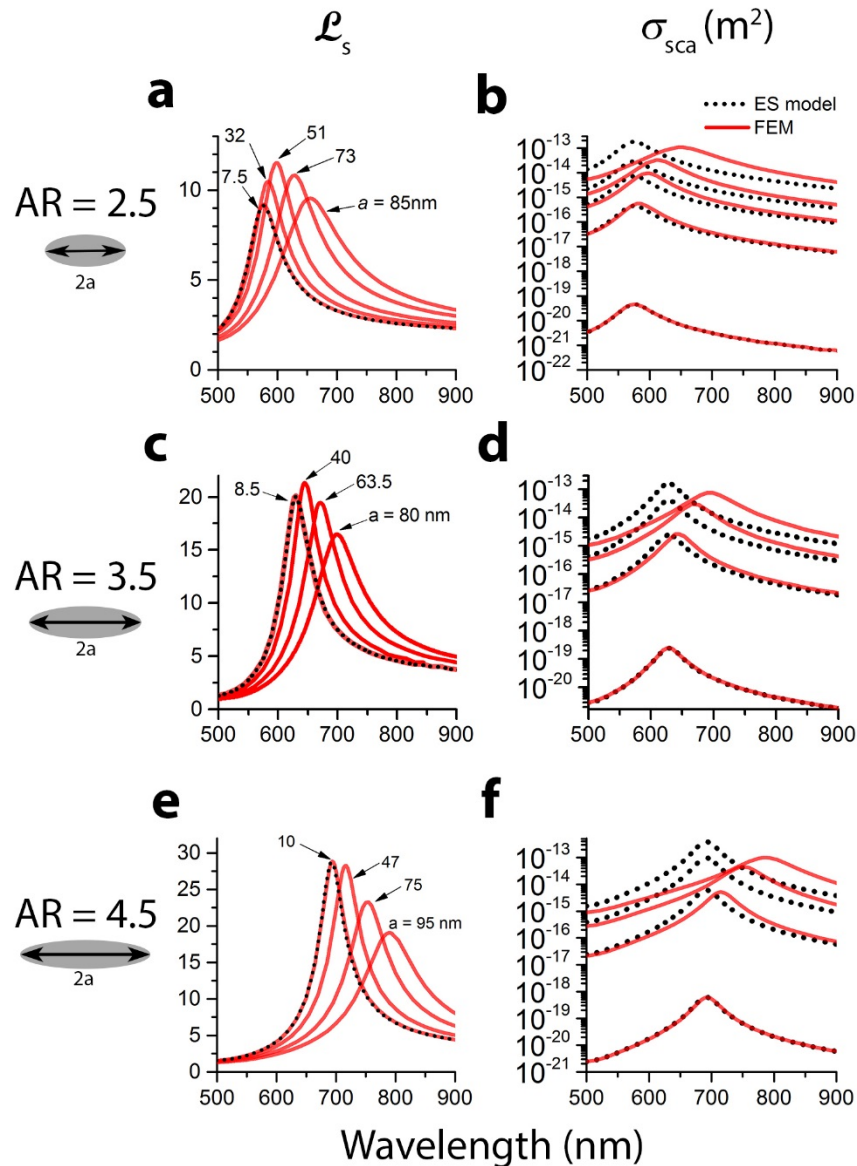 ℒs
σsca (m²)
a
32
51
73
7.5
a = 85nm
10
5
0
500 600 700 800 900
AR = 2.5
2a
b
ES model
FEM
10-13
10-14
10-15
10-16
10-17
10-18
10-19
10-20
10-21
10-22
500 600 700 800 900
c
40
8.5
63.5
a = 80 nm
20
15
10
5
0
500 600 700 800 900
AR = 3.5
2a
d
10-13
10-14
10-15
10-16
10-17
10-18
10-19
10-20
500 600 700 800 900
e
10
47
75
a = 95 nm
30
25
20
15
10
5
0
500 600 700 800 900
AR = 4.5
2a
f
10-13
10-14
10-15
10-16
10-17
10-18
10-19
10-20
10-21
500 600 700 800 900
Wavelength (nm)